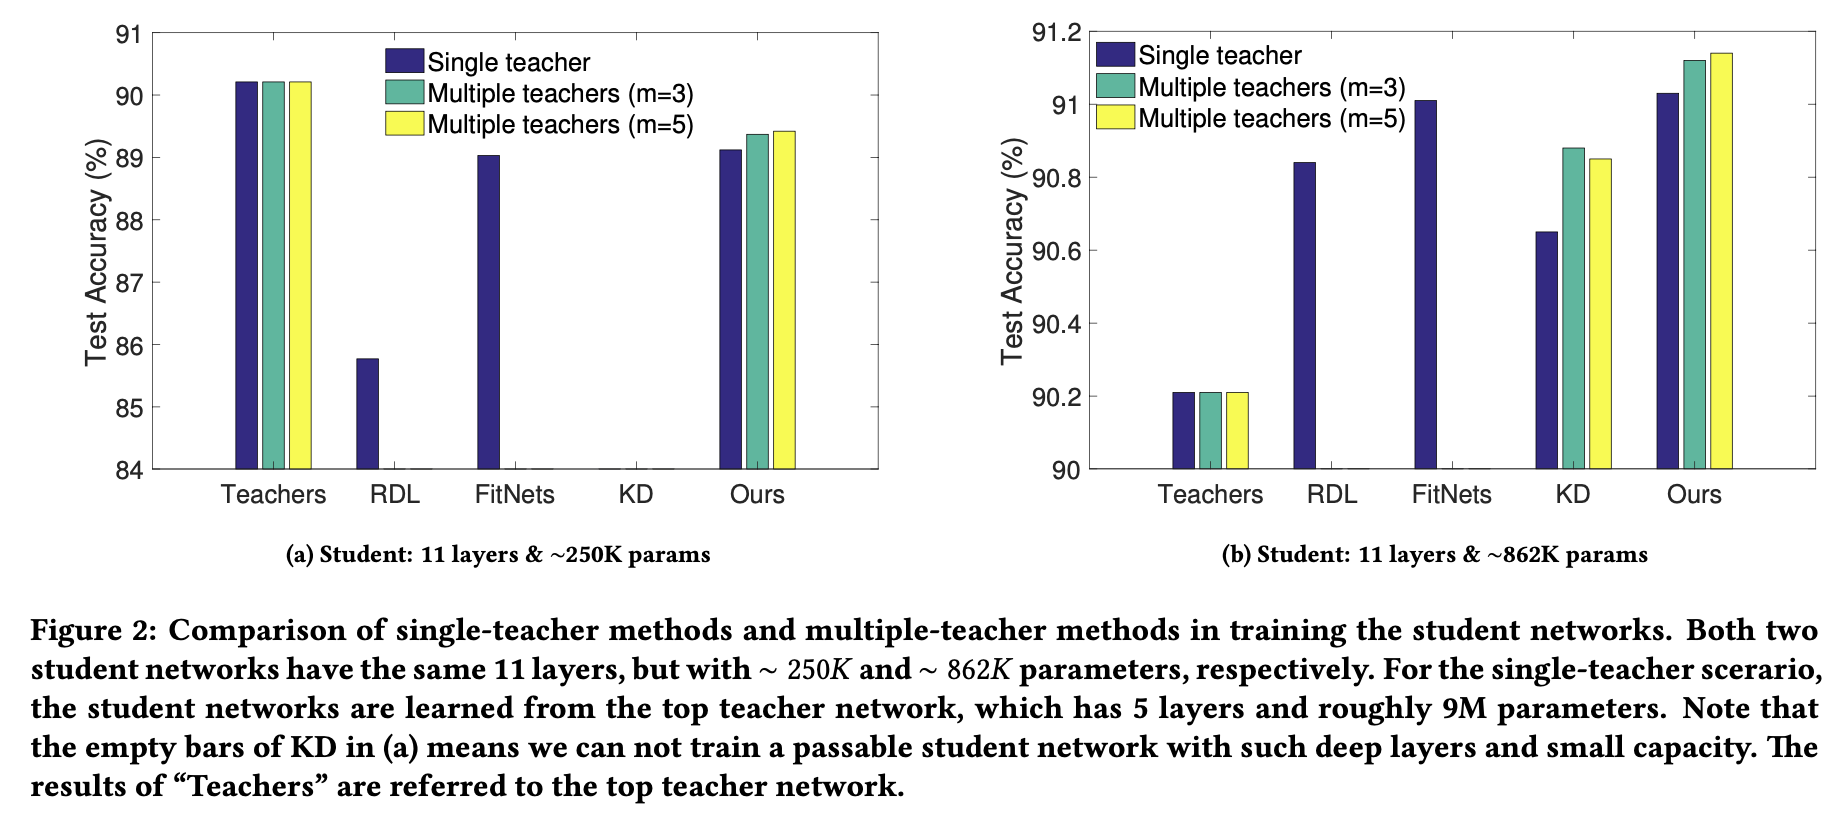 91
90
89
88
87
86
85
84
Test Accuracy (%)
Single teacher
Multiple teachers (m=3)
Multiple teachers (m=5)
Teachers RDL FitNets KD Ours
(a) Student: 11 layers & ~250K params
91.2
91
90.8
90.6
90.4
90.2
90
Test Accuracy (%)
Single teacher
Multiple teachers (m=3)
Multiple teachers (m=5)
Teachers RDL FitNets KD Ours
(b) Student: 11 layers & ~862K params
Figure 2: Comparison of single-teacher methods and multiple-teacher methods in training the student networks. Both two
student networks have the same 11 layers, but with ~ 250K and ~ 862K parameters, respectively. For the single-teacher scerario,
the student networks are learned from the top teacher network, which has 5 layers and roughly 9M parameters. Note that
the empty bars of KD in (a) means we can not train a passable student network with such deep layers and small capacity. The
results of “Teachers” are referred to the top teacher network.